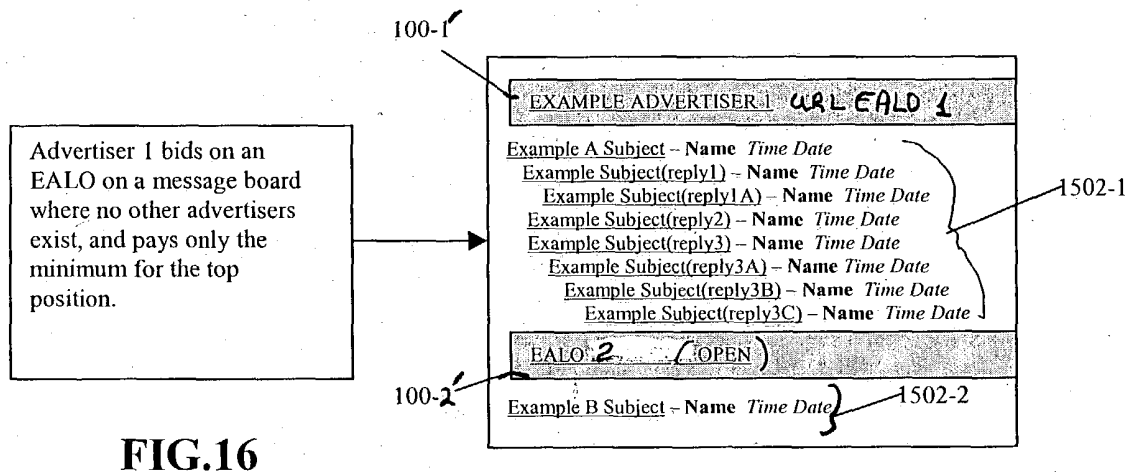 100-1′
EXAMPLE ADVERTISER 1 URL EALO 1
Advertiser 1 bids on an
EALO on a message board
where no other advertisers
exist, and pays only the
minimum for the top
position.
Example A Subject – Name Time Date
Example Subject(reply1) – Name Time Date
Example Subject(reply1A) – Name Time Date
Example Subject(reply2) – Name Time Date
Example Subject(reply3) – Name Time Date
Example Subject(reply3A) – Name Time Date
Example Subject(reply3B) – Name Time Date
Example Subject(reply3C) – Name Time Date
1502-1
EALO 2 (OPEN)
100-2′
Example B Subject – Name Time Date
1502-2
FIG.16